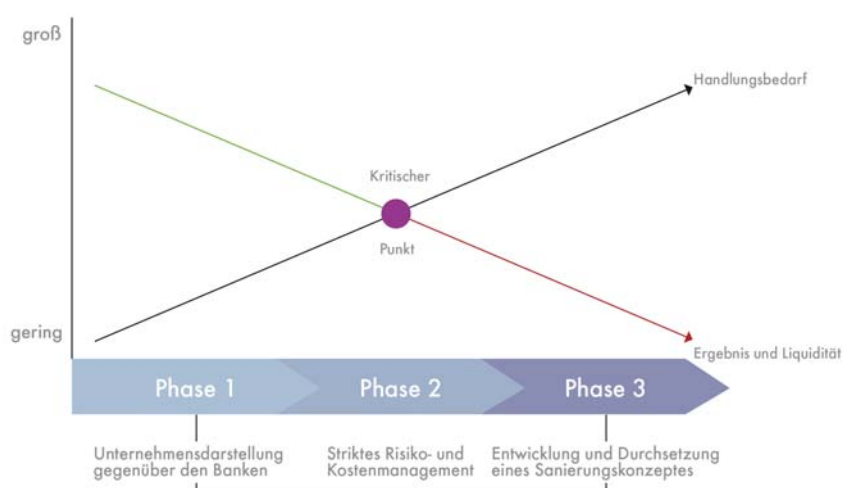 groß
Handlungsbedarf
Kritischer
Punkt
gering
Ergebnis und Liquidität
Phase 1
Phase 2
Phase 3
Unternehmensdarstellung
gegenüber den Banken
Striktes Risiko- und
Kostenmanagement
Entwicklung und Durchsetzung
eines Sanierungskonzeptes